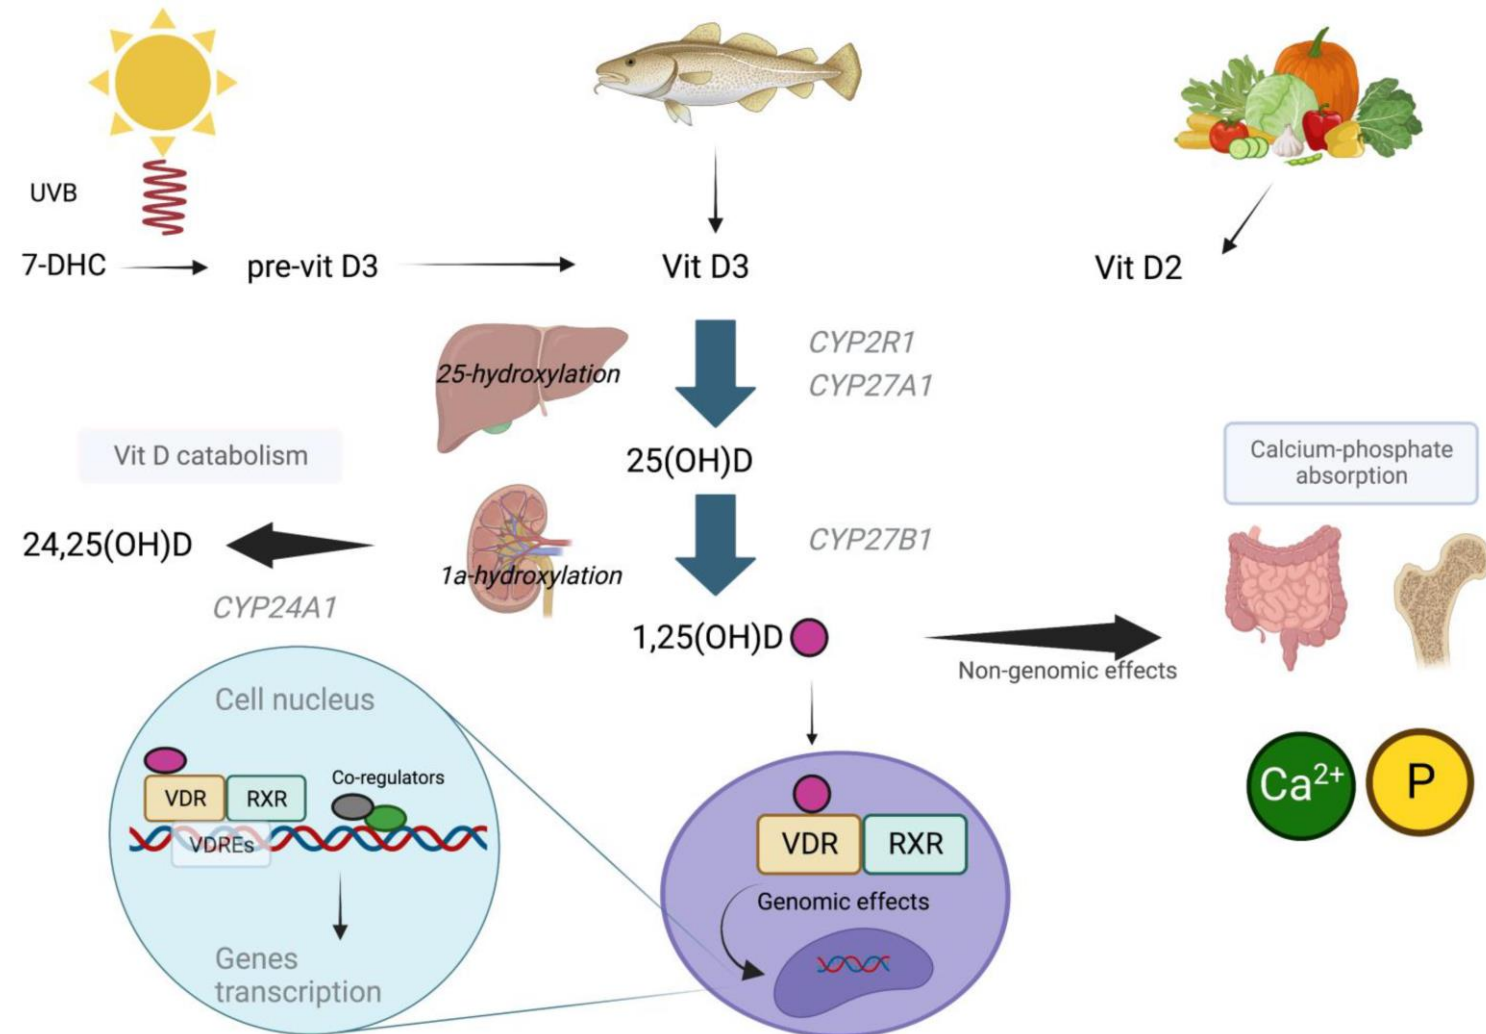 UVB
7-DHC
pre-vit D3
Vit D3
Vit D2
25-hydroxylation
CYP2R1
CYP27A1
Vit D catabolism
25(OH)D
Calcium-phosphate
absorption
24,25(OH)D
1a-hydroxylation
CYP27B1
CYP24A1
1,25(OH)D
Non-genomic effects
Cell nucleus
VDR
RXR
Co-regulators
VDREs
Genes
transcription
VDR
RXR
Genomic effects
Ca²⁺
P